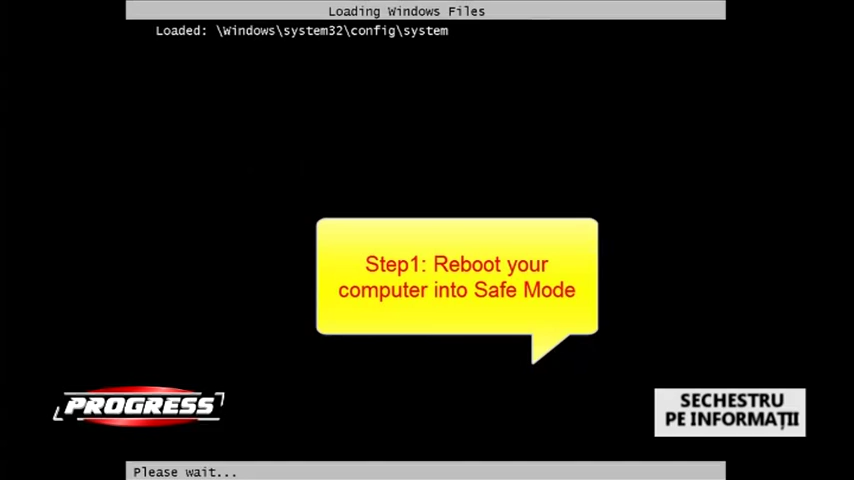 Loading Windows Files
Loaded: \Windows\system32\config\system
Step1: Reboot your
computer into Safe Mode
PROGRESS
SECHESTRU
PE INFORMAȚII
Please wait...